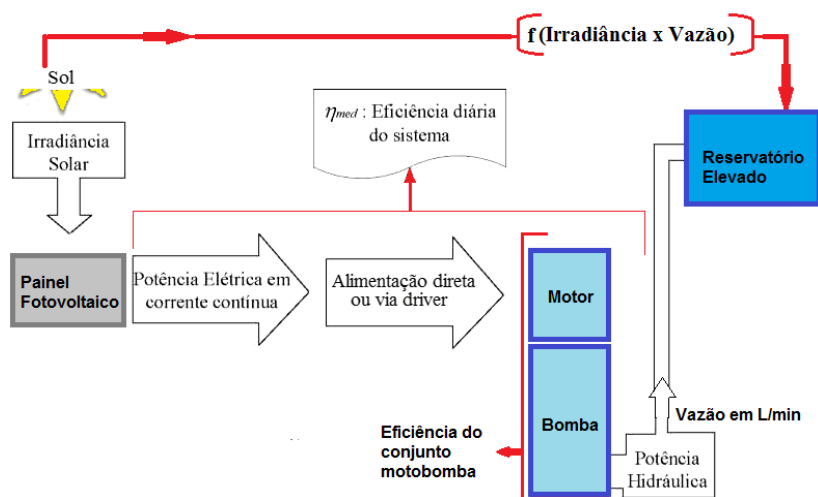 f (Irradiância x Vazão)
Sol
ηmed : Eficiência diária
do sistema
Irradiância
Solar
Reservatório
Elevado
Painel
Fotovoltaico
Potência Elétrica em
corrente contínua
Alimentação direta
ou via driver
Motor
Bomba
Eficiência do
conjunto
motobomba
Vazão em L/min
Potência
Hidráulica